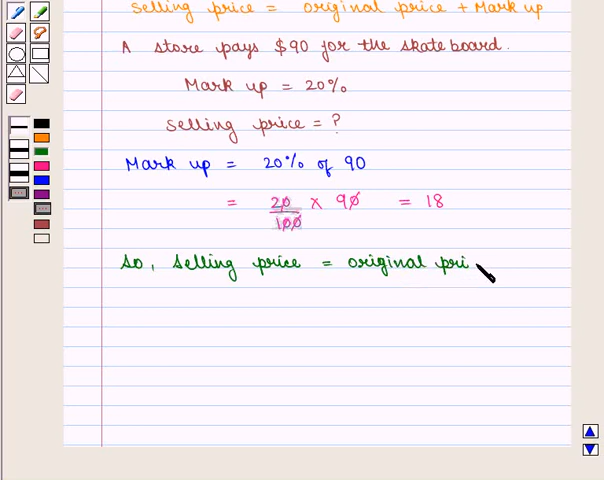 Selling price = original price + Mark up
A store pays $90 for the skateboard.
Mark up = 20%
Selling price = ?
Mark up = 20% of 90
= 20/100 × 90 = 18
So, Selling price = original pri